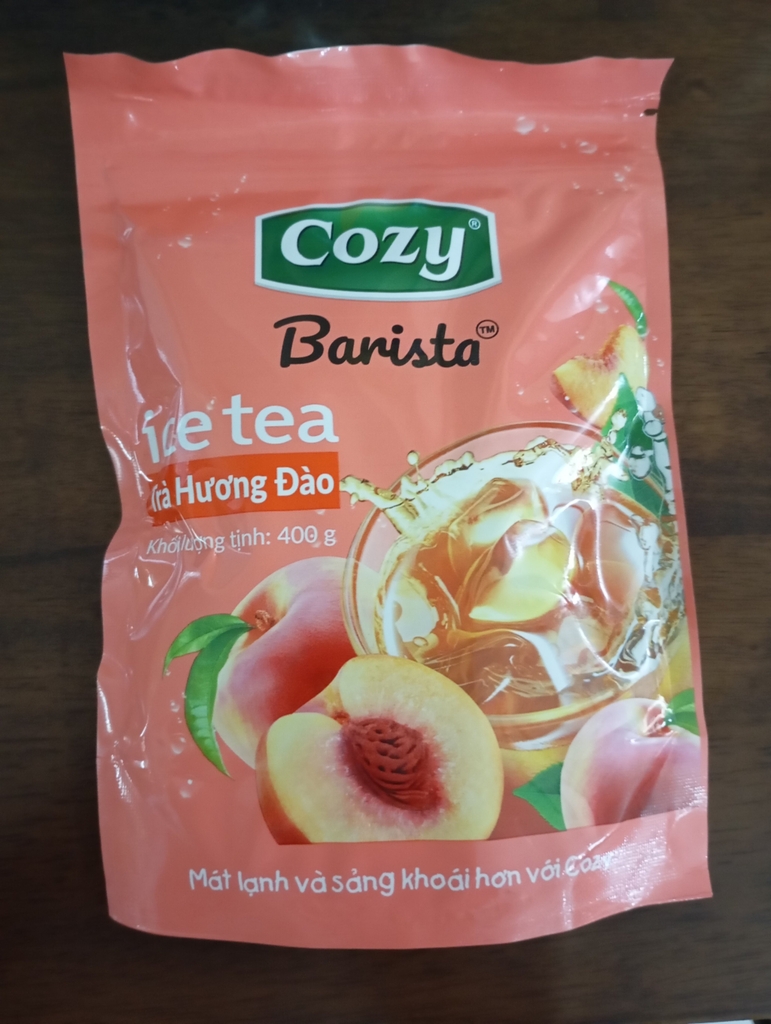 Cozy®
Barista™
ice tea
Trà Hương Đào
Khối lượng tịnh: 400 g
Mát lạnh và sảng khoái hơn với Cozy